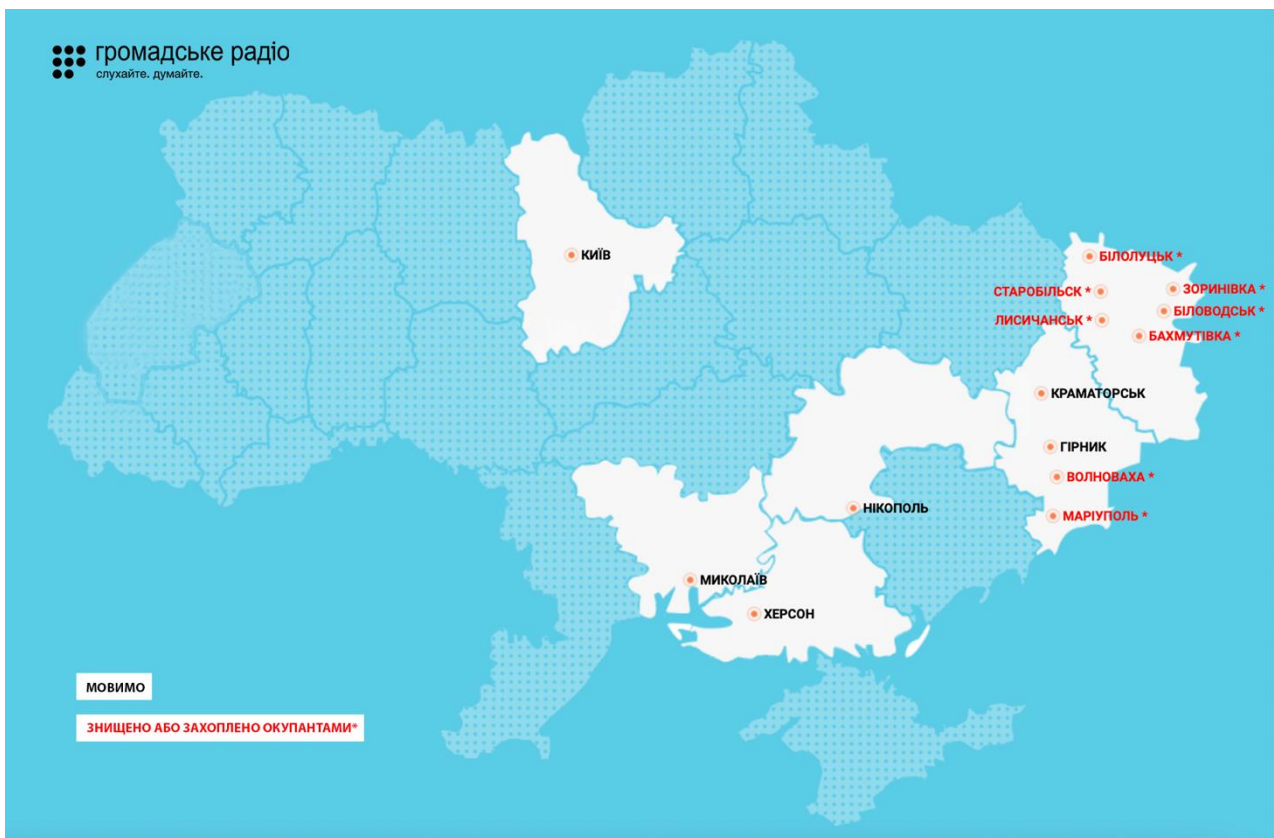 громадське радіо
слухайте. думайте.
КИЇВ
БІЛОЛУЦЬК *
СТАРОБІЛЬСК *
ЗОРИНІВКА *
БІЛОВОДСЬК *
ЛИСИЧАНСЬК *
БАХМУТІВКА *
КРАМАТОРСЬК
ГІРНИК
ВОЛНОВАХА *
НІКОПОЛЬ
МАРІУПОЛЬ *
МИКОЛАЇВ
ХЕРСОН
МОВИМО
ЗНИЩЕНО АБО ЗАХОПЛЕНО ОКУПАНТАМИ*